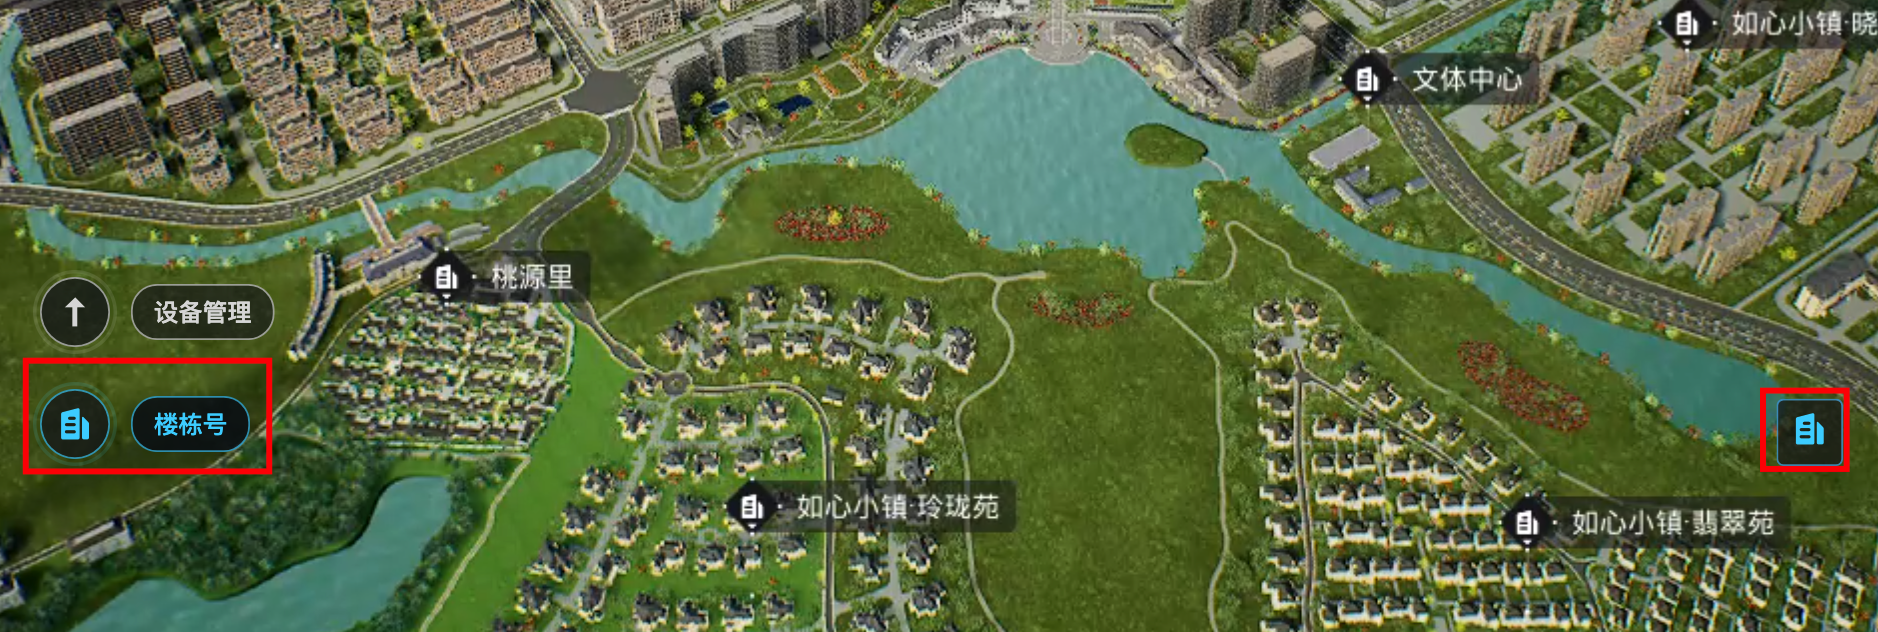 如心小镇·晓
文体中心
桃源里
设备管理
楼栋号
如心小镇·玲珑苑
如心小镇·翡翠苑